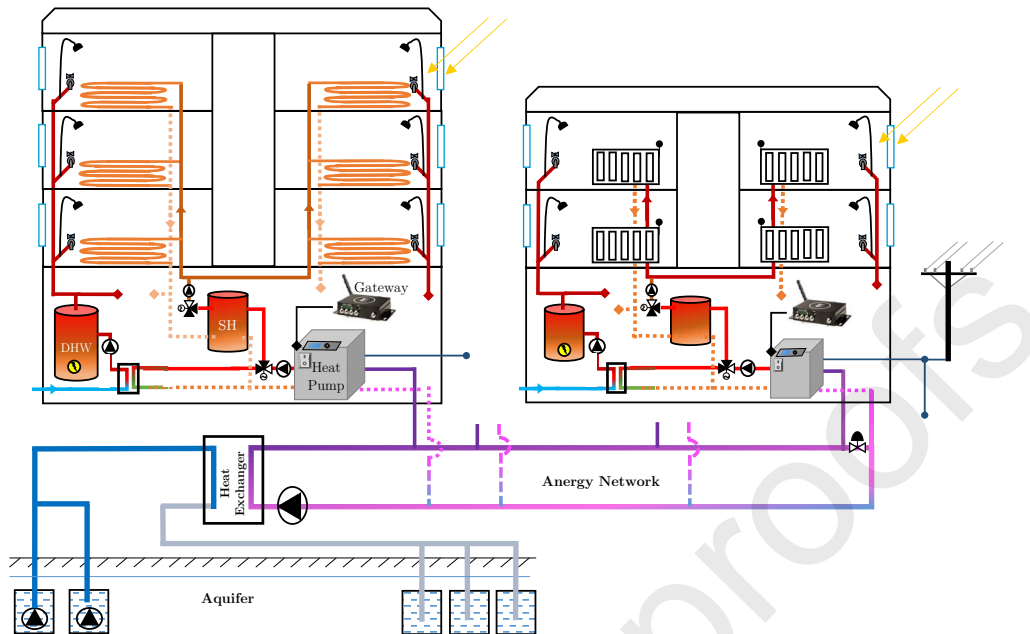 Gateway
SH
DHW
Heat
Pump
Heat
Exchanger
Anergy Network
Aquifer
proofs